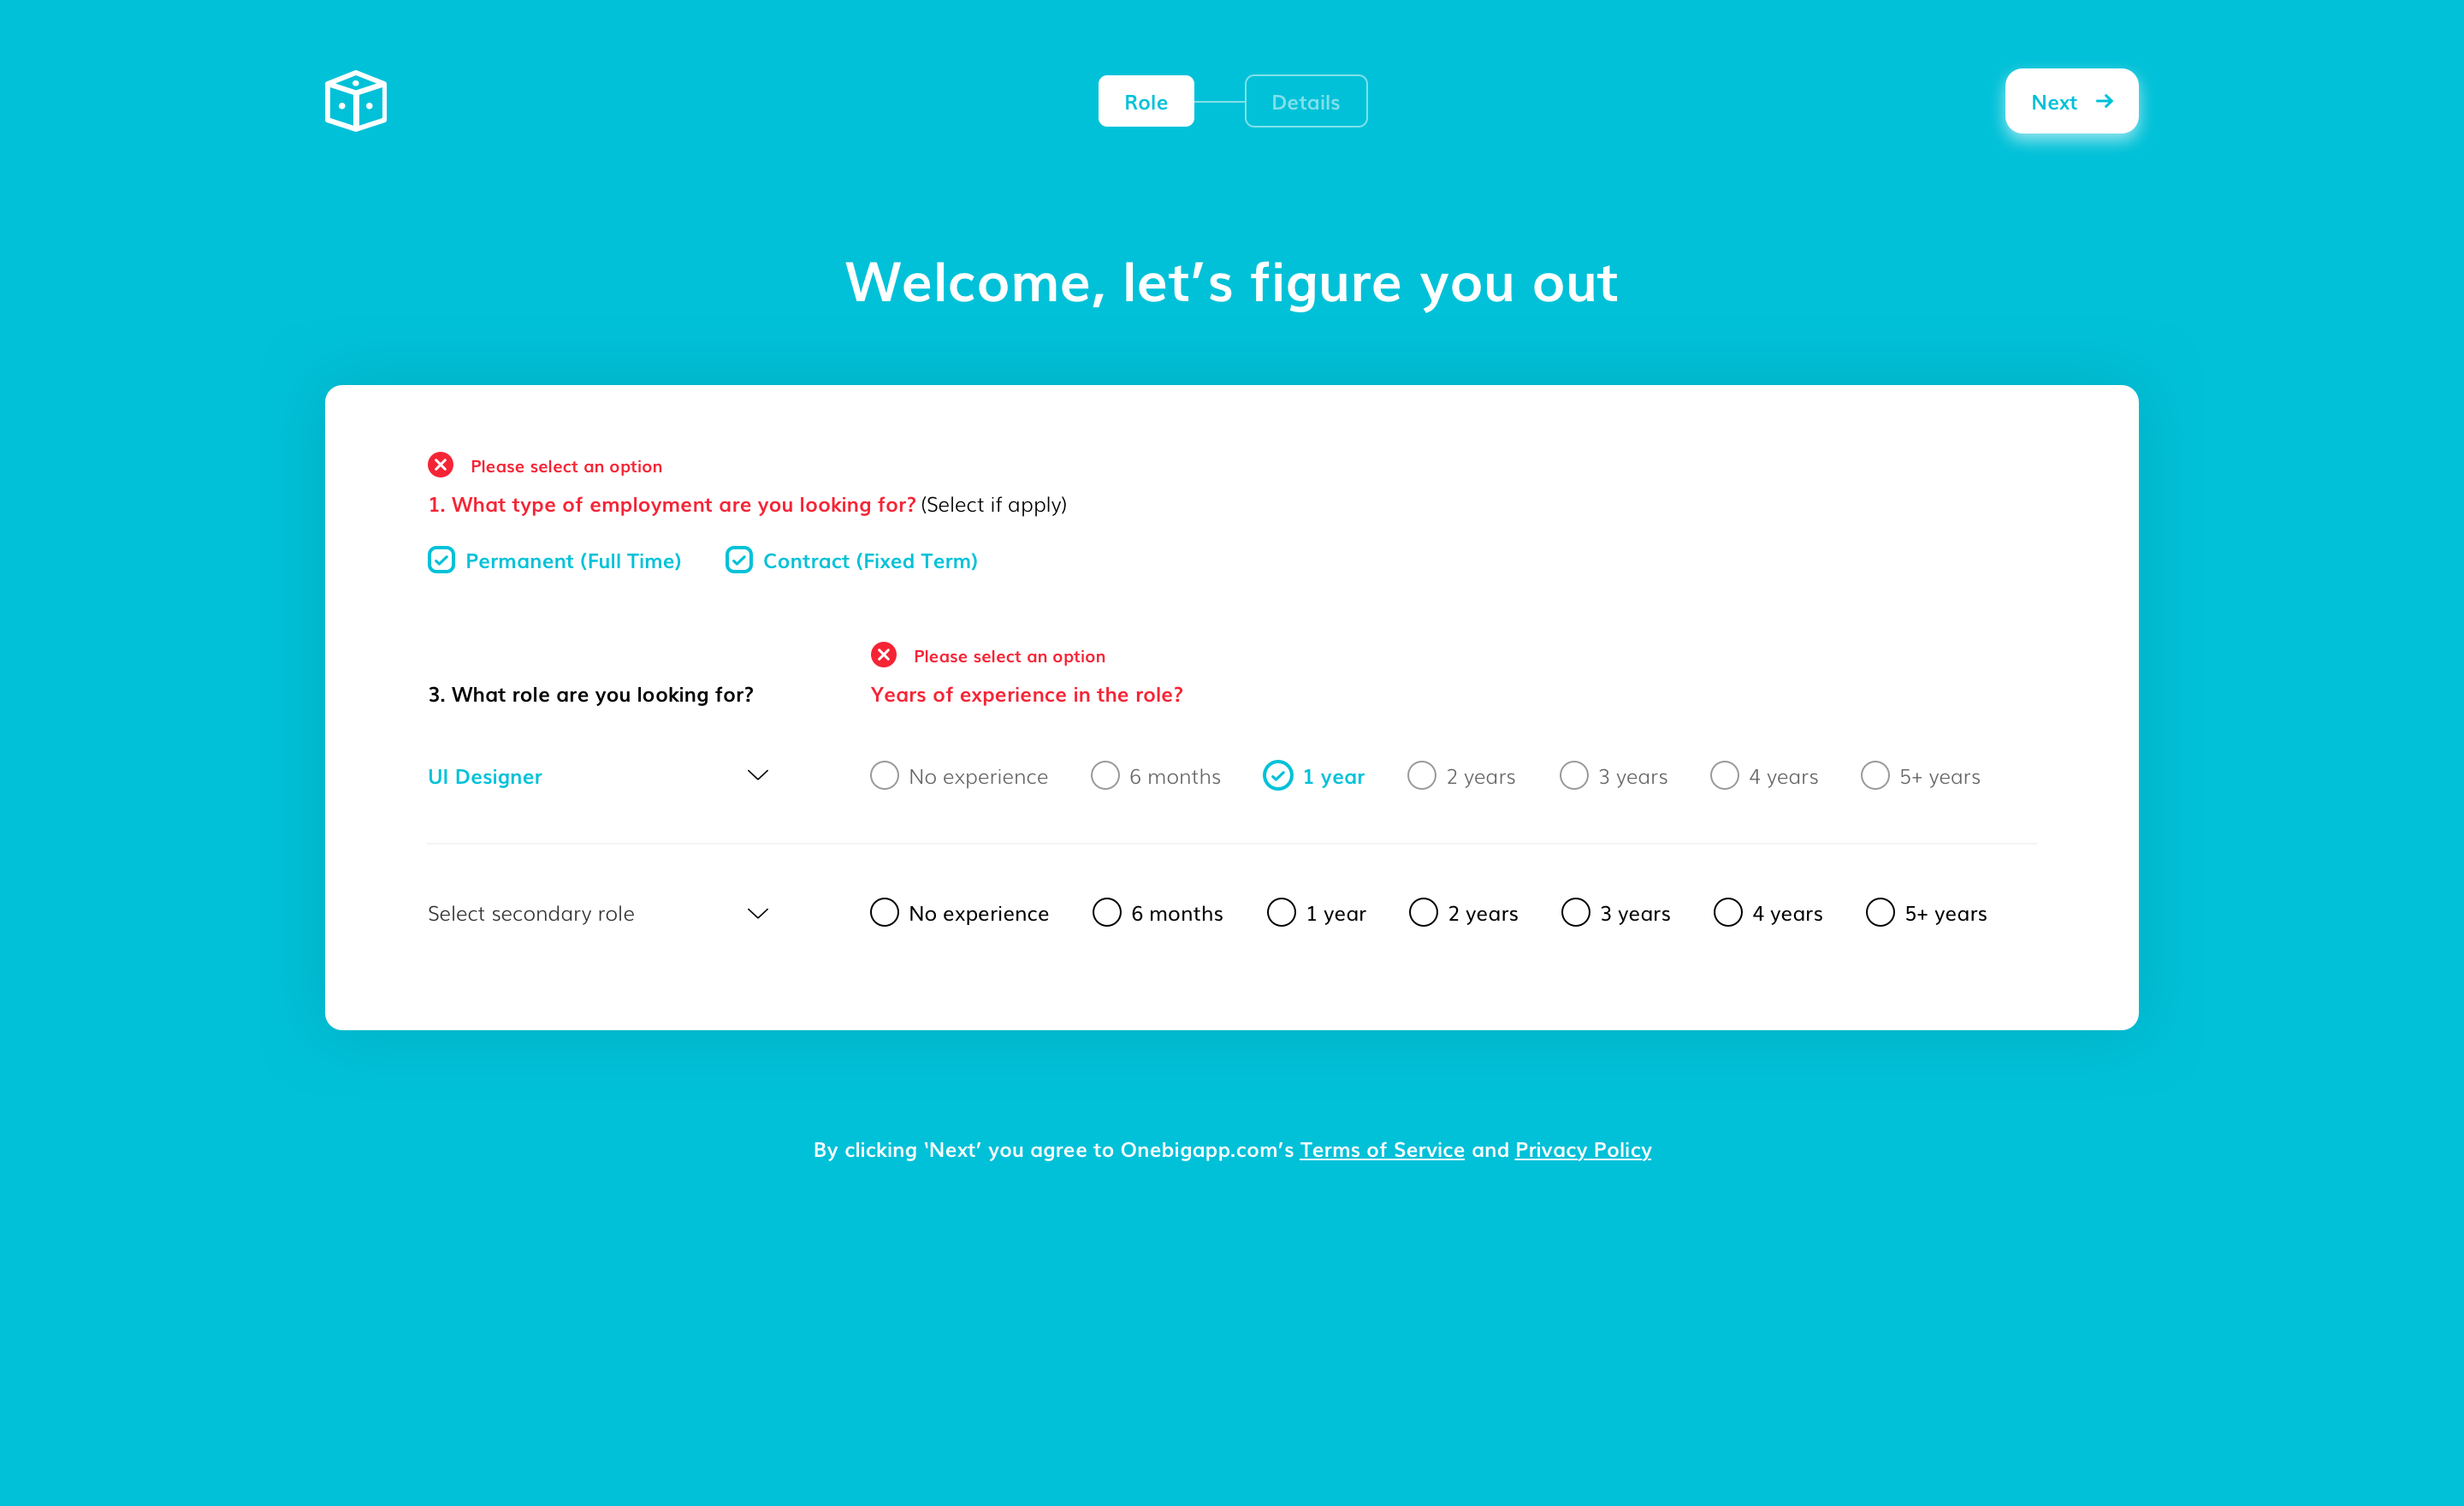 Role
Details
Next
Welcome, let’s figure you out
Please select an option
1. What type of employment are you looking for? (Select if apply)
Permanent (Full Time)
Contract (Fixed Term)
Please select an option
3. What role are you looking for?
Years of experience in the role?
UI Designer
No experience
6 months
1 year
2 years
3 years
4 years
5+ years
Select secondary role
No experience
6 months
1 year
2 years
3 years
4 years
5+ years
By clicking ‘Next’ you agree to Onebigapp.com’s Terms of Service and Privacy Policy